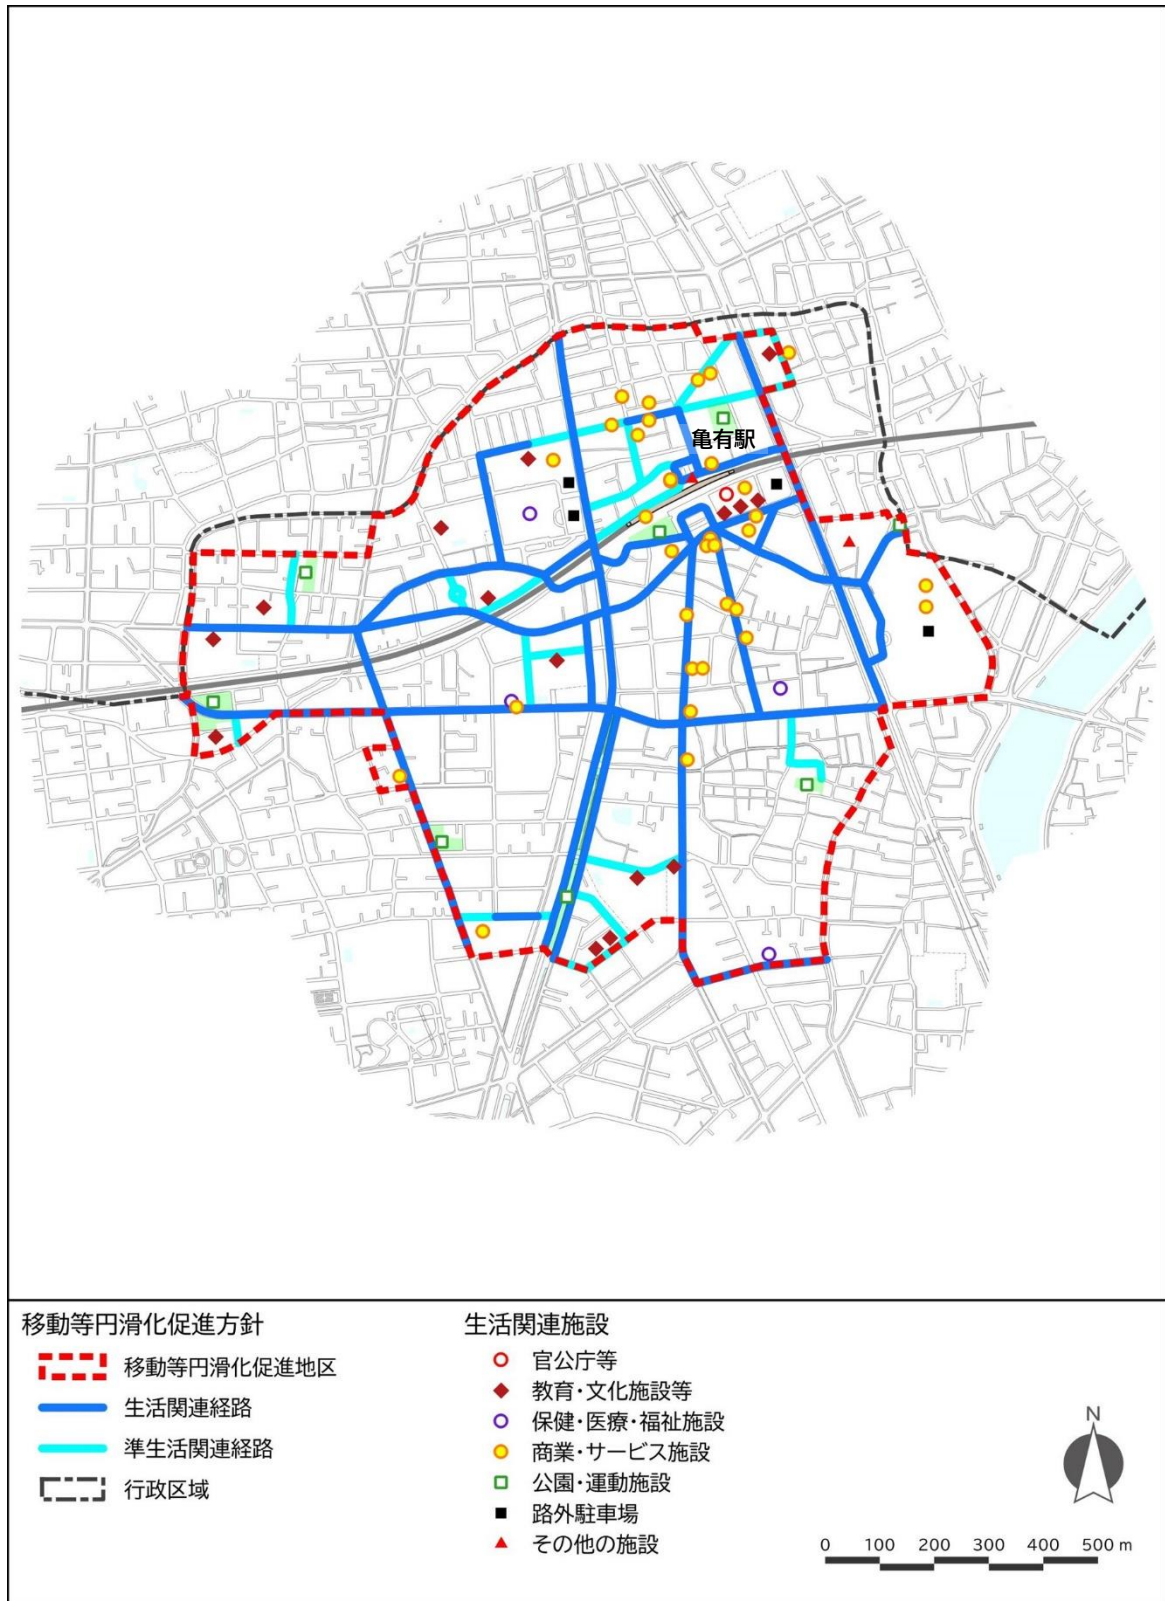 亀有駅
移動等円滑化促進方針
移動等円滑化促進地区
生活関連経路
準生活関連経路
行政区域
生活関連施設
官公庁等
教育・文化施設等
保健・医療・福祉施設
商業・サービス施設
公園・運動施設
路外駐車場
その他の施設
N
0 100 200 300 400 500 m